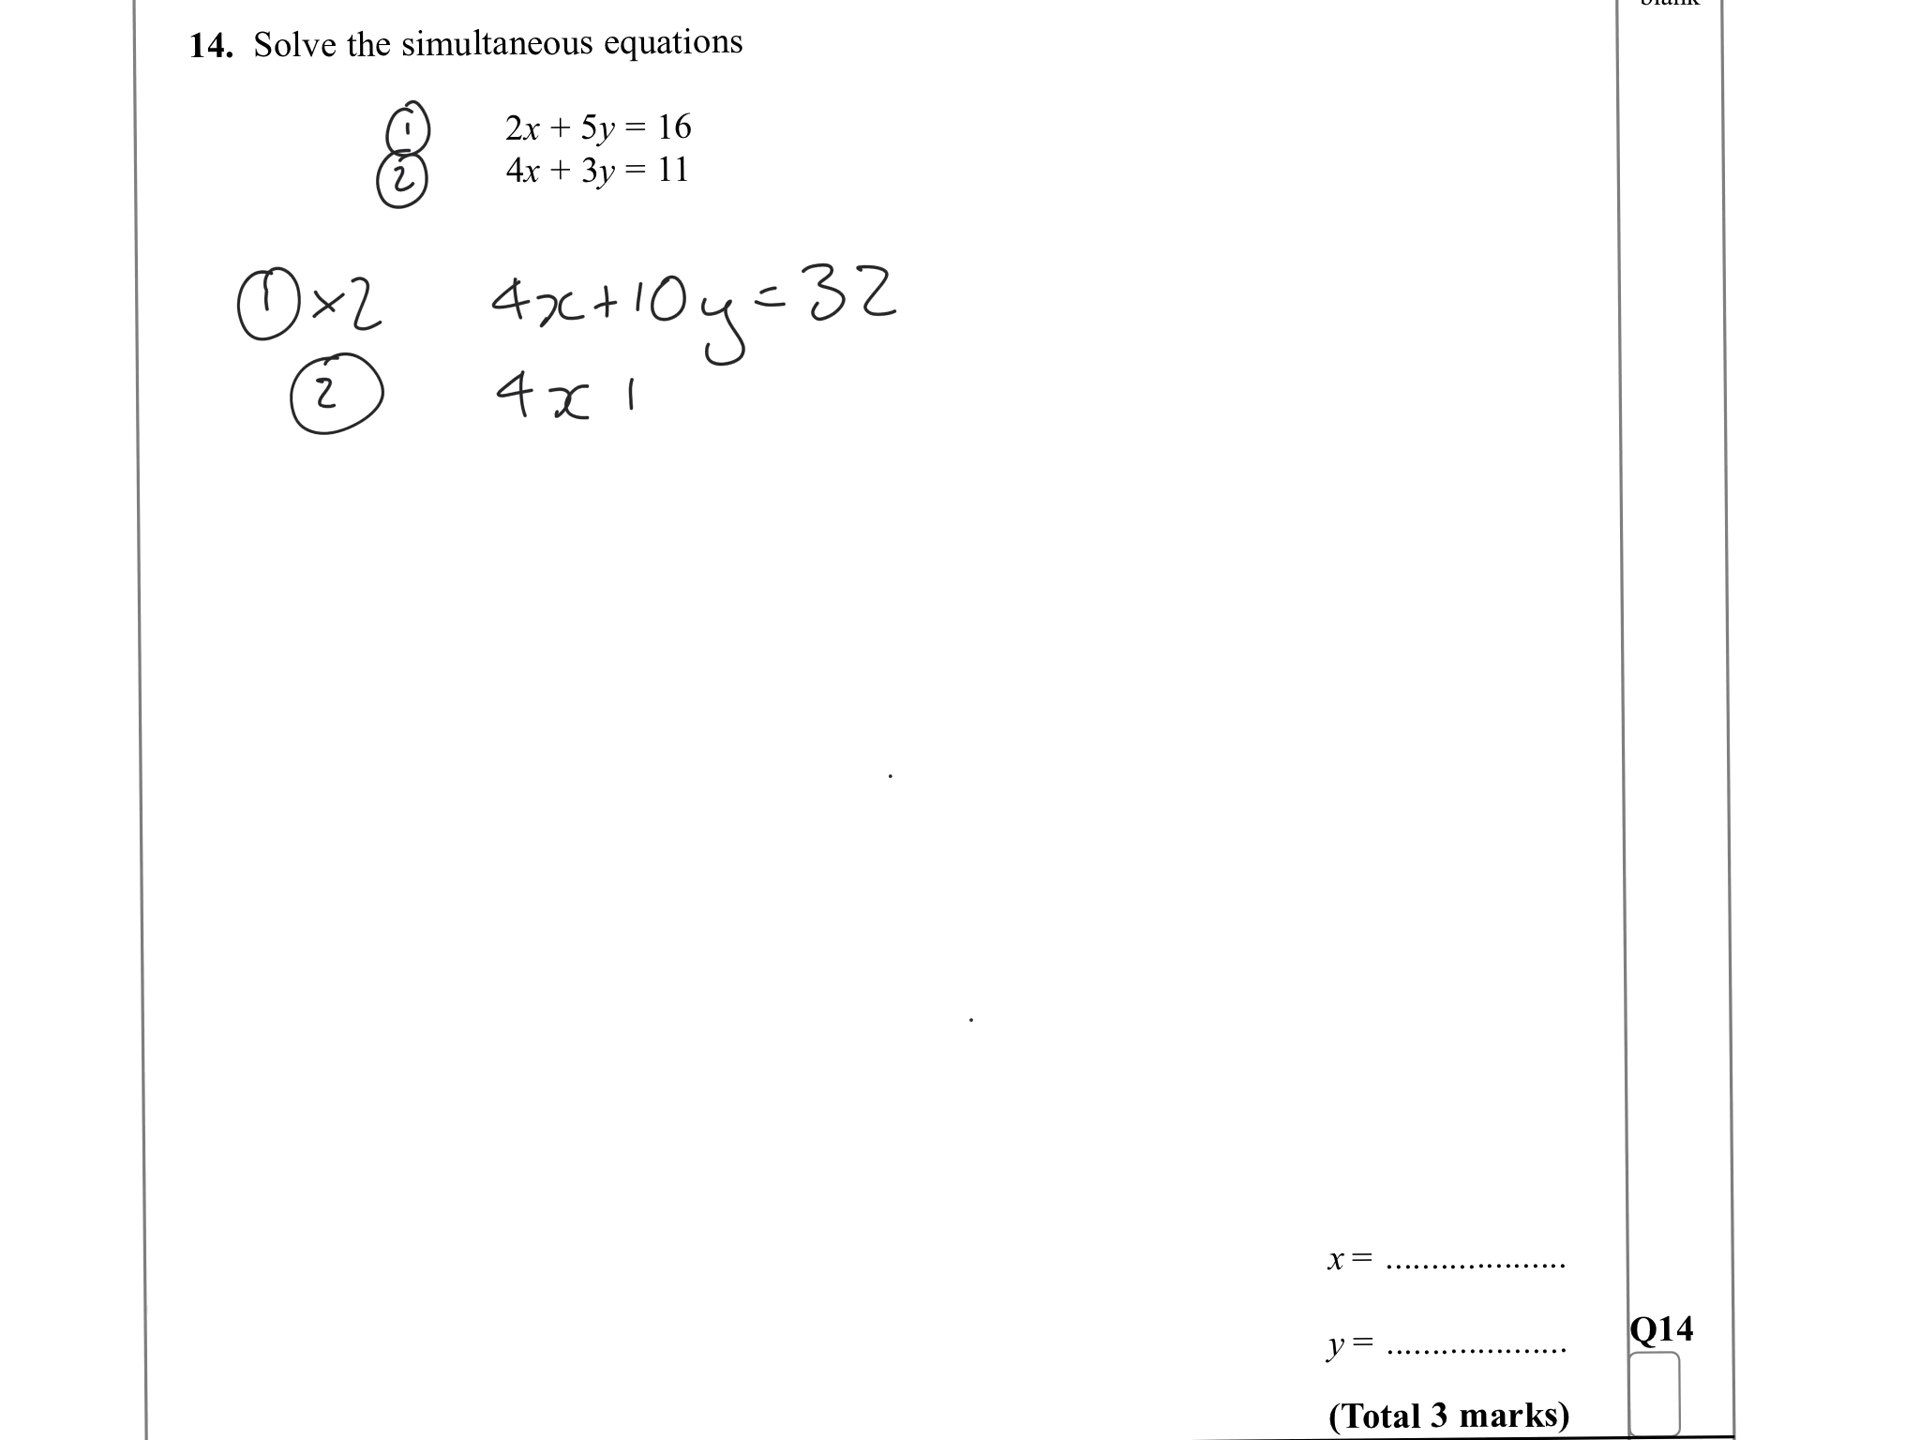 14. Solve the simultaneous equations
① 2x + 5y = 16
② 4x + 3y = 11
①×2 4x+10y=32
② 4x
x = ....................
y = ....................
Q14
(Total 3 marks)